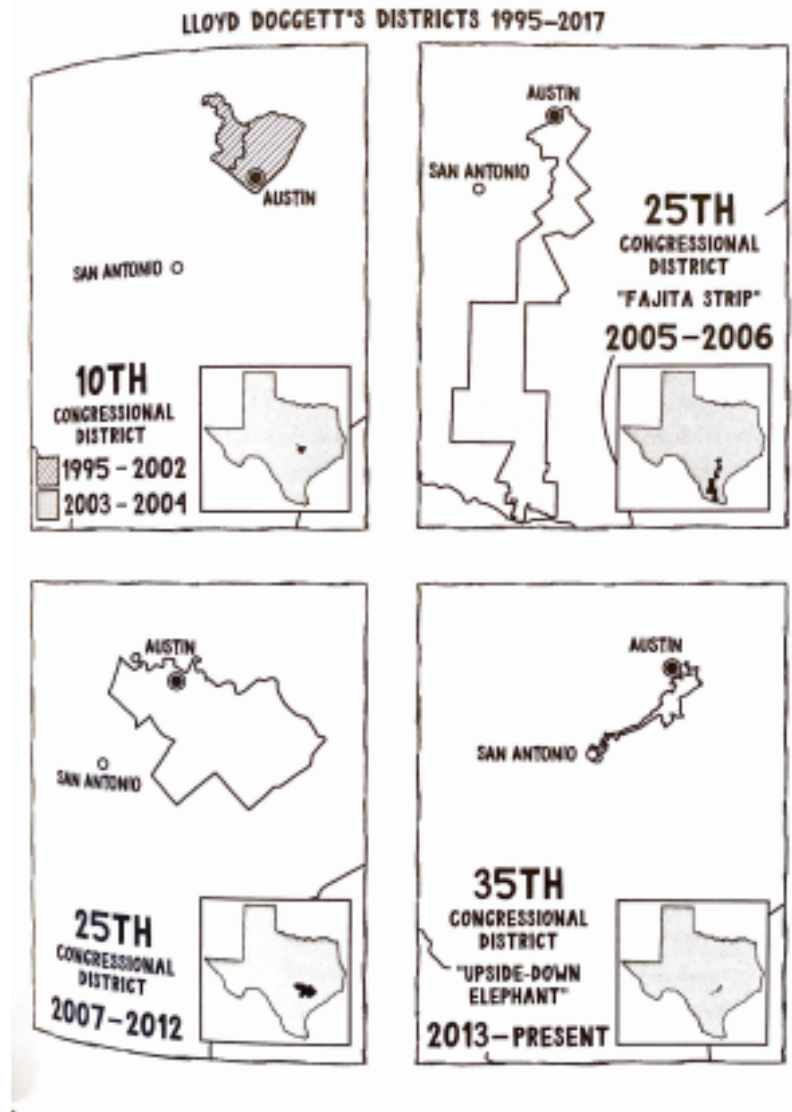 LLOYD DOGGETT'S DISTRICTS 1995–2017
AUSTIN
SAN ANTONIO
10TH
CONGRESSIONAL
DISTRICT
1995 – 2002
2003 – 2004
AUSTIN
SAN ANTONIO
25TH
CONGRESSIONAL
DISTRICT
"FAJITA STRIP"
2005–2006
AUSTIN
SAN ANTONIO
25TH
CONGRESSIONAL
DISTRICT
2007–2012
AUSTIN
SAN ANTONIO
35TH
CONGRESSIONAL
DISTRICT
"UPSIDE-DOWN
ELEPHANT"
2013–PRESENT